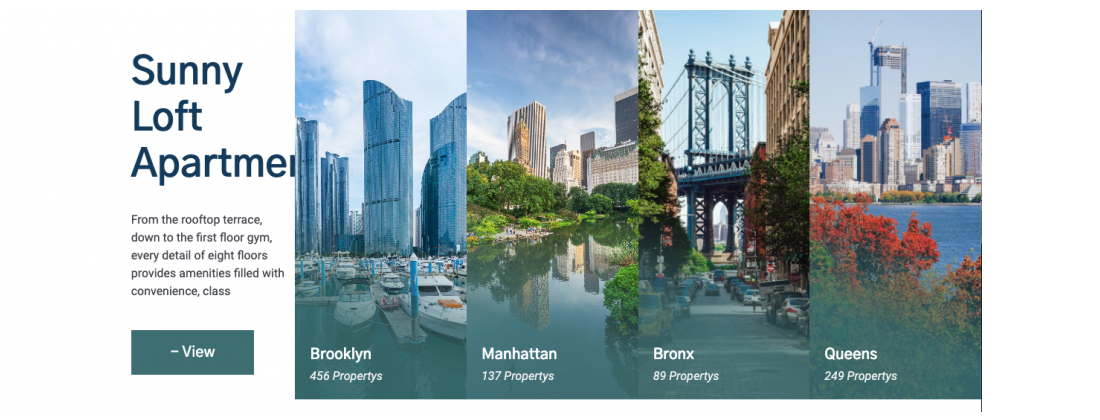 Sunny
Loft
Apartmen
From the rooftop terrace,
down to the first floor gym,
every detail of eight floors
provides amenities filled with
convenience, class
– View
Brooklyn
456 Propertys
Manhattan
137 Propertys
Bronx
89 Propertys
Queens
249 Propertys